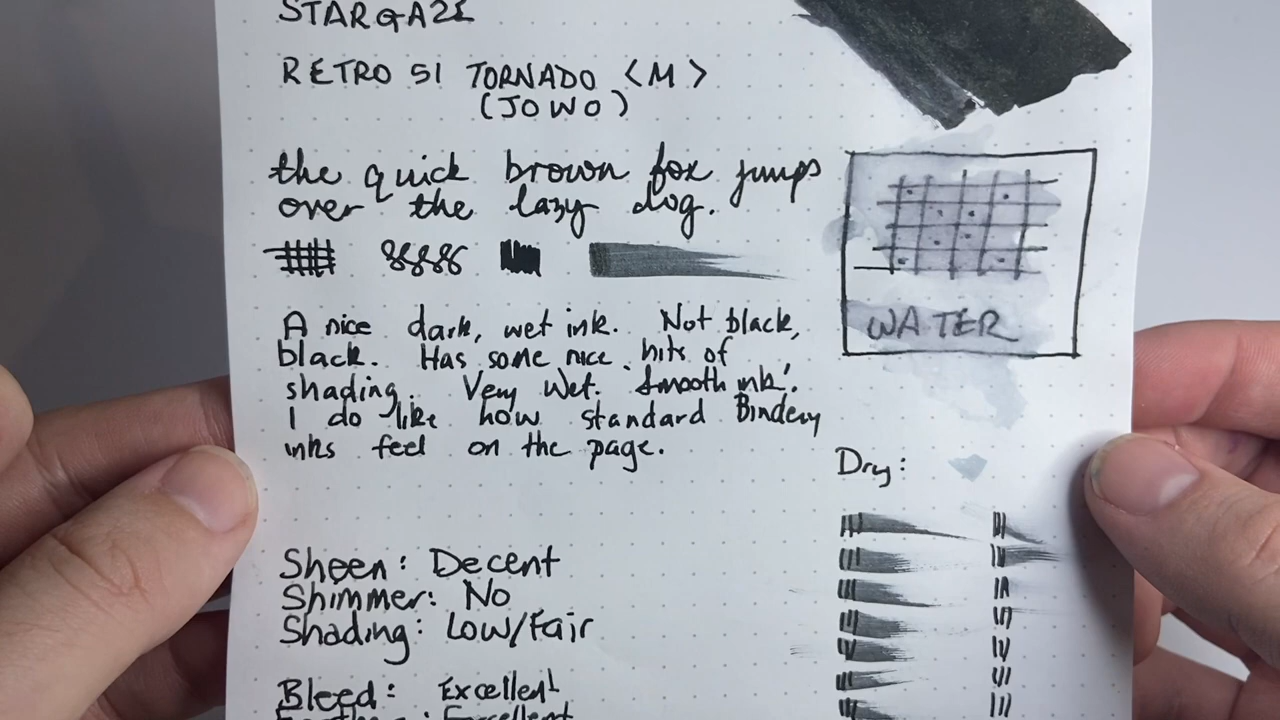 STARGAZE
RETRO 51 TORNADO <M>
(JOWO)
the quick brown fox jumps
over the lazy dog.
WATER
A nice dark, wet ink. Not black,
black. Has some nice hits of
shading. Very wet. Smooth ink.
I do like how standard Bindery
inks feel on the page.
Dry:
Sheen: Decent
Shimmer: No
Shading: Low/Fair
Bleed: Excellent
Excellent